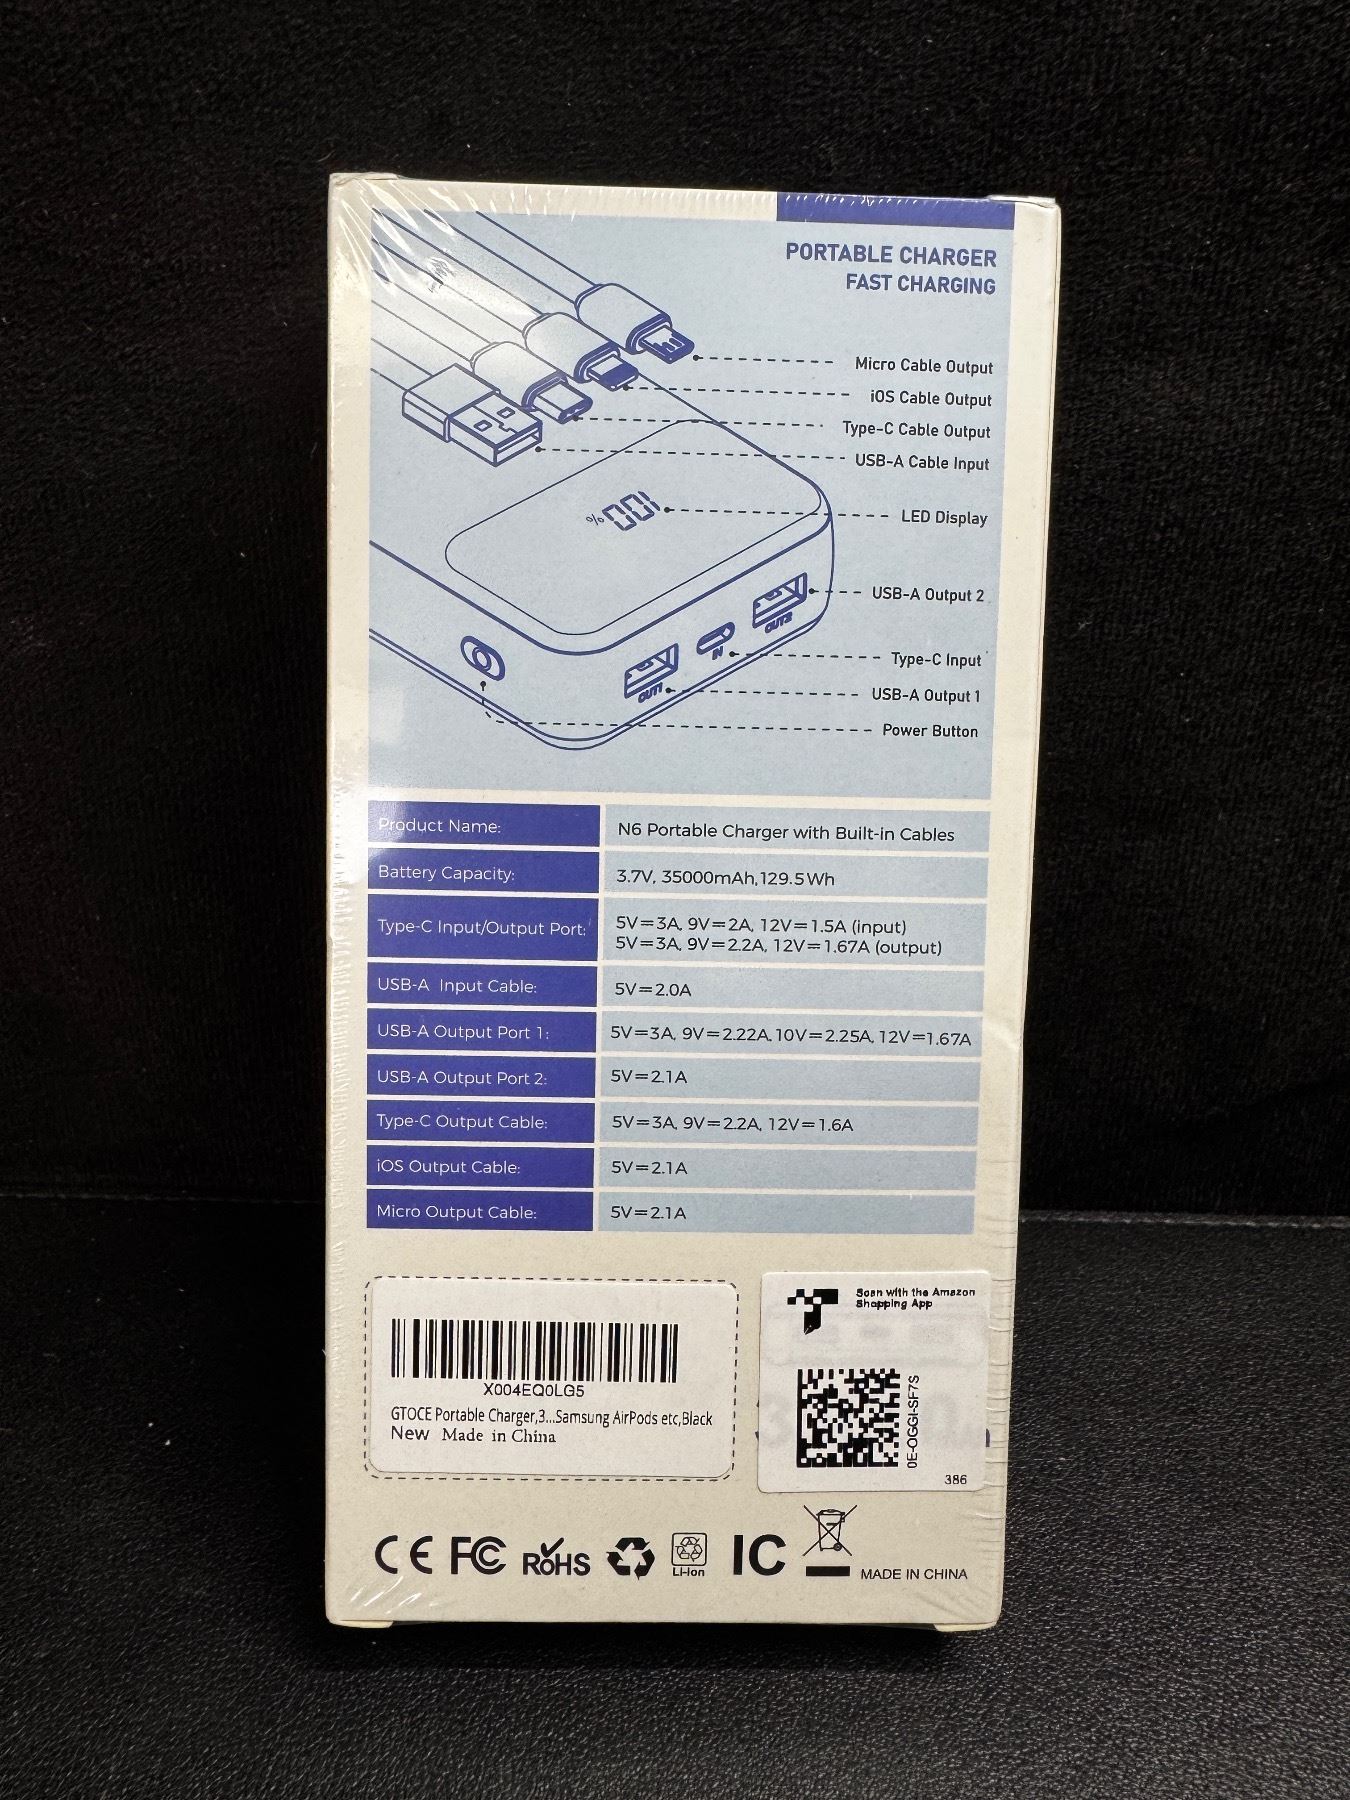 PORTABLE CHARGER
FAST CHARGING
Micro Cable Output
iOS Cable Output
Type-C Cable Output
USB-A Cable Input
100%
LED Display
USB-A Output 2
OUT2
IN
Type-C Input
OUT1
USB-A Output 1
Power Button
Product Name: N6 Portable Charger with Built-in Cables
Battery Capacity: 3.7V, 35000mAh,129.5Wh
Type-C Input/Output Port: 5V=3A, 9V=2A, 12V=1.5A (input)
5V=3A, 9V=2.2A, 12V=1.67A (output)
USB-A Input Cable: 5V=2.0A
USB-A Output Port 1: 5V=3A, 9V=2.22A, 10V=2.25A, 12V=1.67A
USB-A Output Port 2: 5V=2.1A
Type-C Output Cable: 5V=3A, 9V=2.2A, 12V=1.6A
iOS Output Cable: 5V=2.1A
Micro Output Cable: 5V=2.1A
Scan with the Amazon
Shopping App
X004EQ0LG5
GTOCE Portable Charger,3...Samsung AirPods etc,Black
New Made in China
0E-OGGI-SF7S
386
CE FC RoHS Li-Ion IC MADE IN CHINA